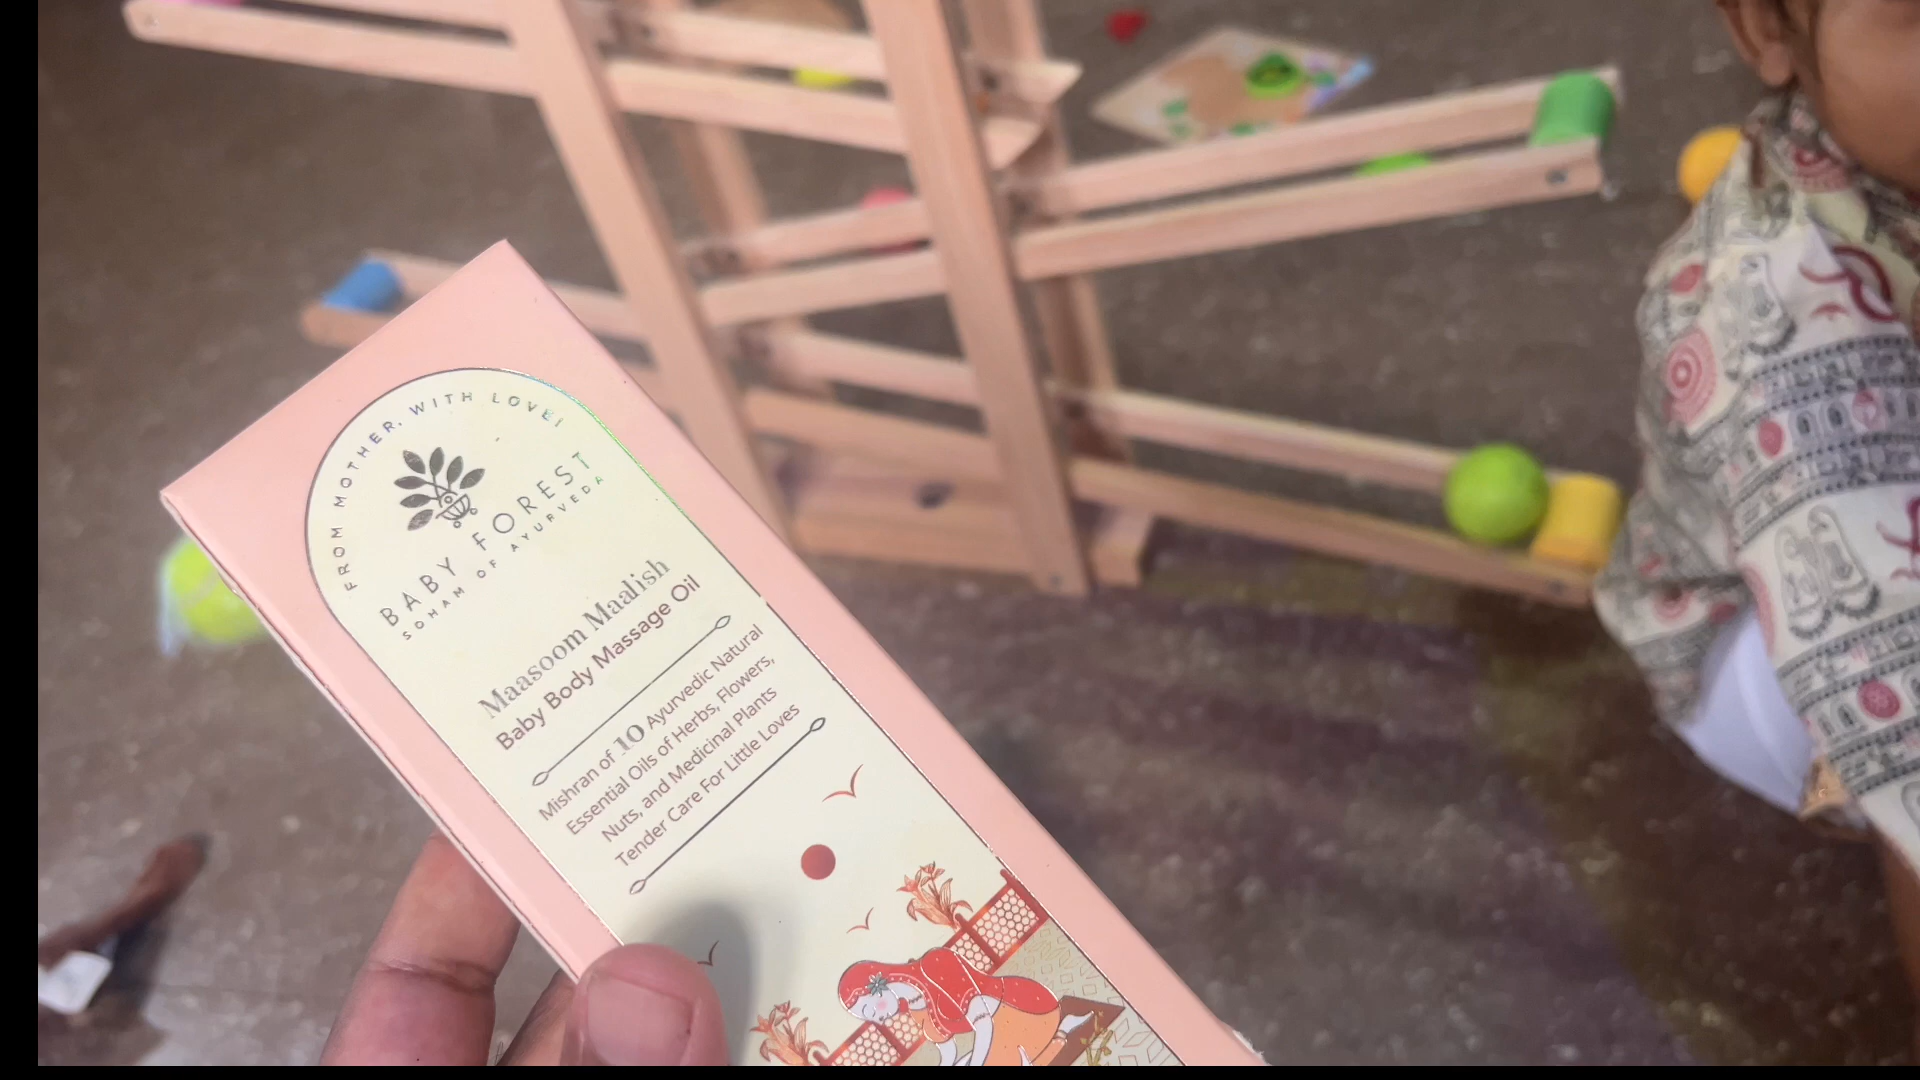 FROM MOTHER, WITH LOVE!
BABY FOREST
SOHAM OF AYURVEDA
Maasoom Maalish
Baby Body Massage Oil
Mishran of 10 Ayurvedic Natural
Essential Oils of Herbs, Flowers,
Nuts, and Medicinal Plants
Tender Care For Little Loves